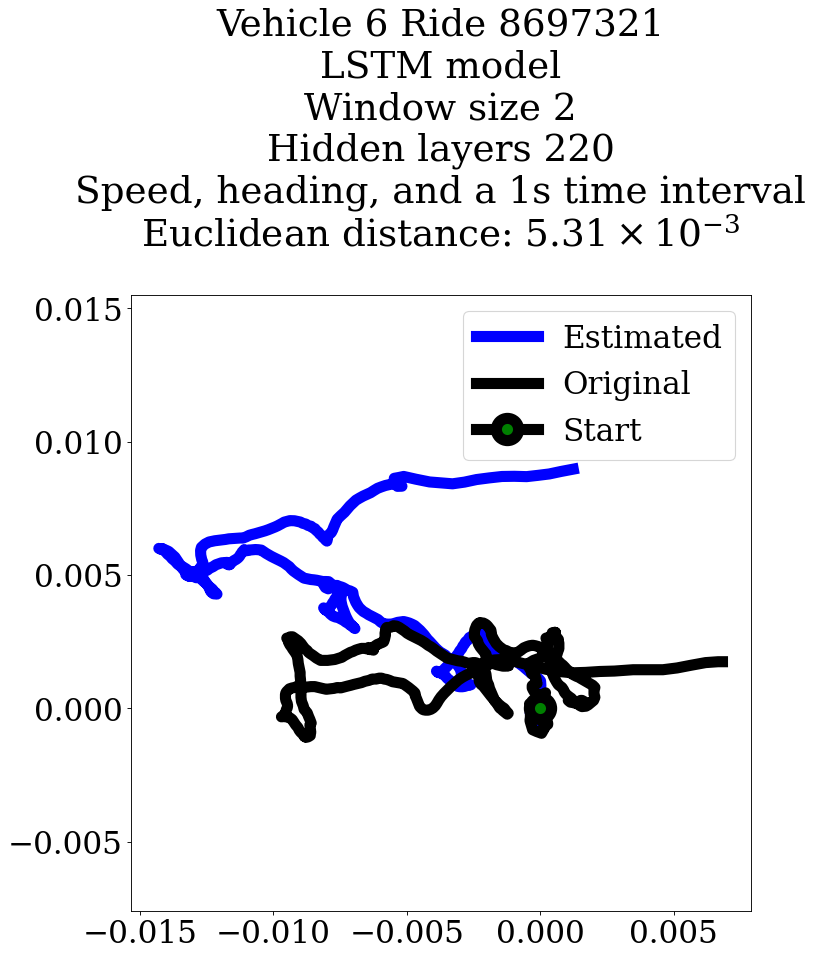 Vehicle 6 Ride 8697321
LSTM model
Window size 2
Hidden layers 220
Speed, heading, and a 1s time interval
Euclidean distance: 5.31 × 10⁻³
0.015
0.010
0.005
0.000
−0.005
Estimated
Original
Start
−0.015 −0.010 −0.005 0.000 0.005